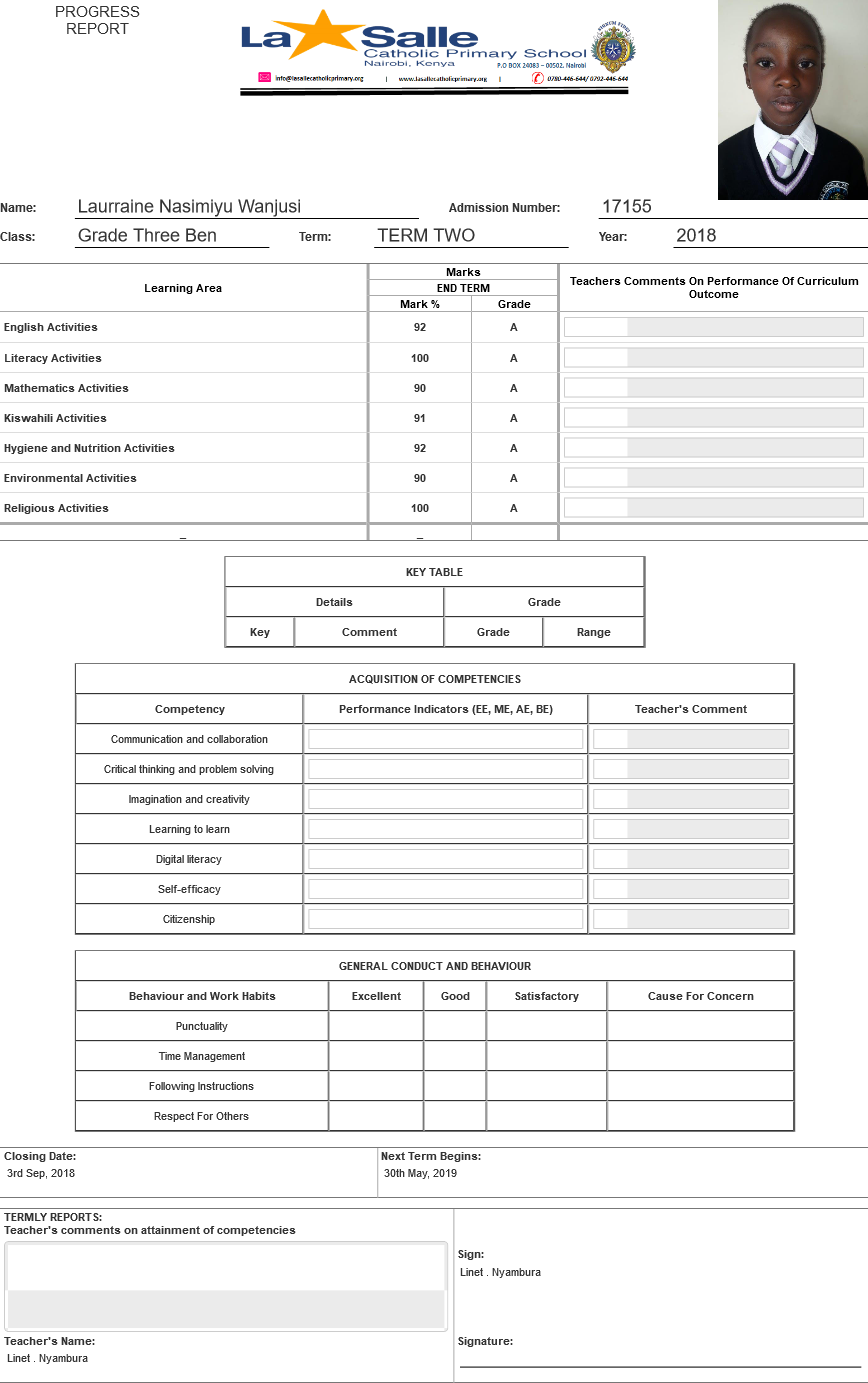 PROGRESS
REPORT
La Salle
Catholic Primary School
Nairobi, Kenya
P.O BOX 24083 – 00502, Nairobi
info@lasallecatholicprimary.org | www.lasallecatholicprimary.org | 0780-446-644/ 0792-446-644
Name: Laurraine Nasimiyu Wanjusi Admission Number: 17155
Class: Grade Three Ben Term: TERM TWO Year: 2018
Learning Area Marks Teachers Comments On Performance Of Curriculum Outcome
END TERM
Mark % Grade
English Activities 92 A
Literacy Activities 100 A
Mathematics Activities 90 A
Kiswahili Activities 91 A
Hygiene and Nutrition Activities 92 A
Environmental Activities 90 A
Religious Activities 100 A
_ _
KEY TABLE
Details Grade
Key Comment Grade Range
ACQUISITION OF COMPETENCIES
Competency Performance Indicators (EE, ME, AE, BE) Teacher's Comment
Communication and collaboration
Critical thinking and problem solving
Imagination and creativity
Learning to learn
Digital literacy
Self-efficacy
Citizenship
GENERAL CONDUCT AND BEHAVIOUR
Behaviour and Work Habits Excellent Good Satisfactory Cause For Concern
Punctuality
Time Management
Following Instructions
Respect For Others
Closing Date: Next Term Begins:
3rd Sep, 2018 30th May, 2019
TERMLY REPORTS:
Teacher's comments on attainment of competencies
Sign:
Linet . Nyambura
Teacher's Name: Signature:
Linet . Nyambura